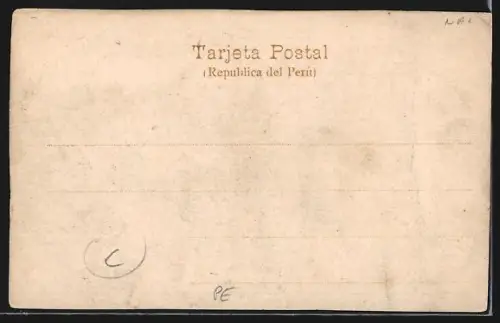 Tarjeta Postal
(Republica del Perú)
C
PE